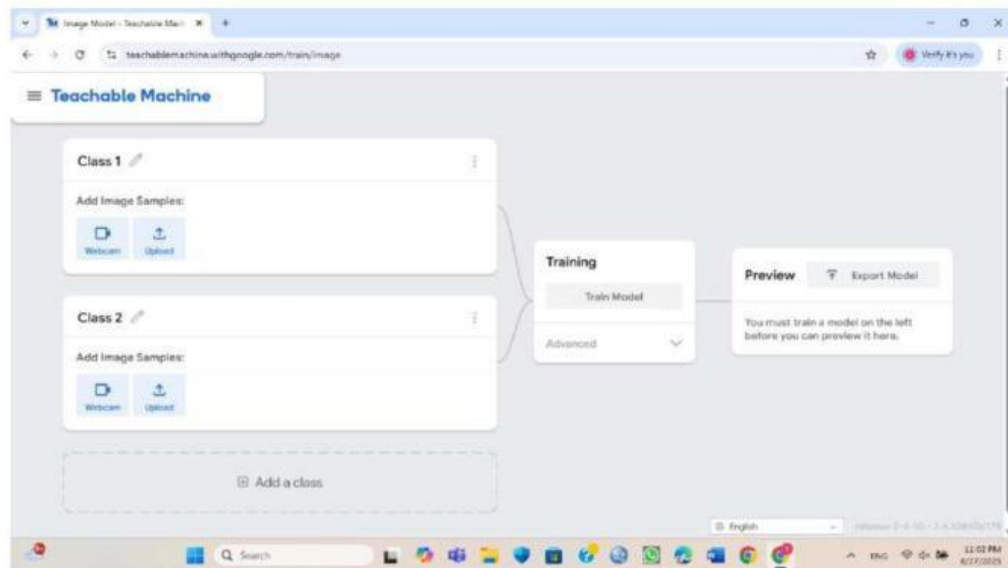 Image Model - Teachable Mach
teachablemachine.withgoogle.com/train/image
Verify it's you
Teachable Machine
Class 1
Add Image Samples:
Webcam Upload
Training
Train Model
Advanced
Preview Export Model
You must train a model on the left
before you can preview it here.
Class 2
Add Image Samples:
Webcam Upload
Add a class
English
Search
ENG
11:02 PM